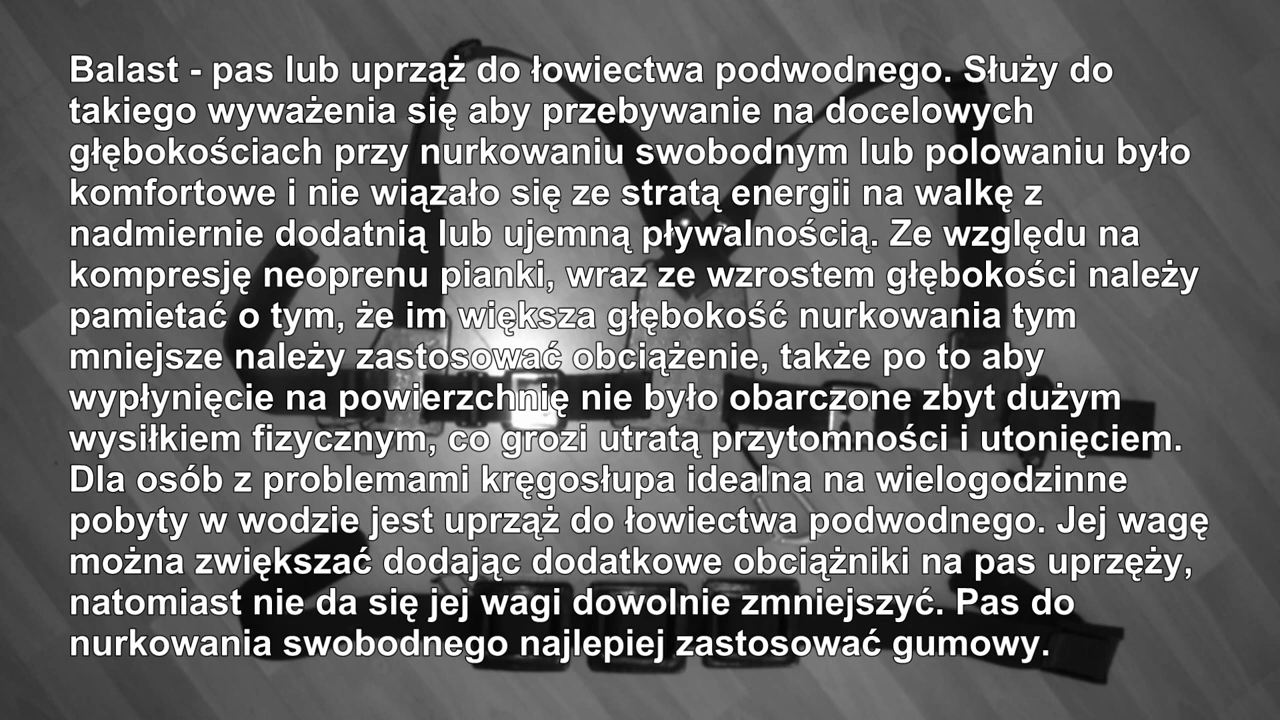 Balast - pas lub uprząż do łowiectwa podwodnego. Służy do
takiego wyważenia się aby przebywanie na docelowych
głębokościach przy nurkowaniu swobodnym lub polowaniu było
komfortowe i nie wiązało się ze stratą energii na walkę z
nadmiernie dodatnią lub ujemną pływalnością. Ze względu na
kompresję neoprenu pianki, wraz ze wzrostem głębokości należy
pamietać o tym, że im większa głębokość nurkowania tym
mniejsze należy zastosować obciążenie, także po to aby
wypłynięcie na powierzchnię nie było obarczone zbyt dużym
wysiłkiem fizycznym, co grozi utratą przytomności i utonięciem.
Dla osób z problemami kręgosłupa idealna na wielogodzinne
pobyty w wodzie jest uprząż do łowiectwa podwodnego. Jej wagę
można zwiększać dodając dodatkowe obciążniki na pas uprzęży,
natomiast nie da się jej wagi dowolnie zmniejszyć. Pas do
nurkowania swobodnego najlepiej zastosować gumowy.